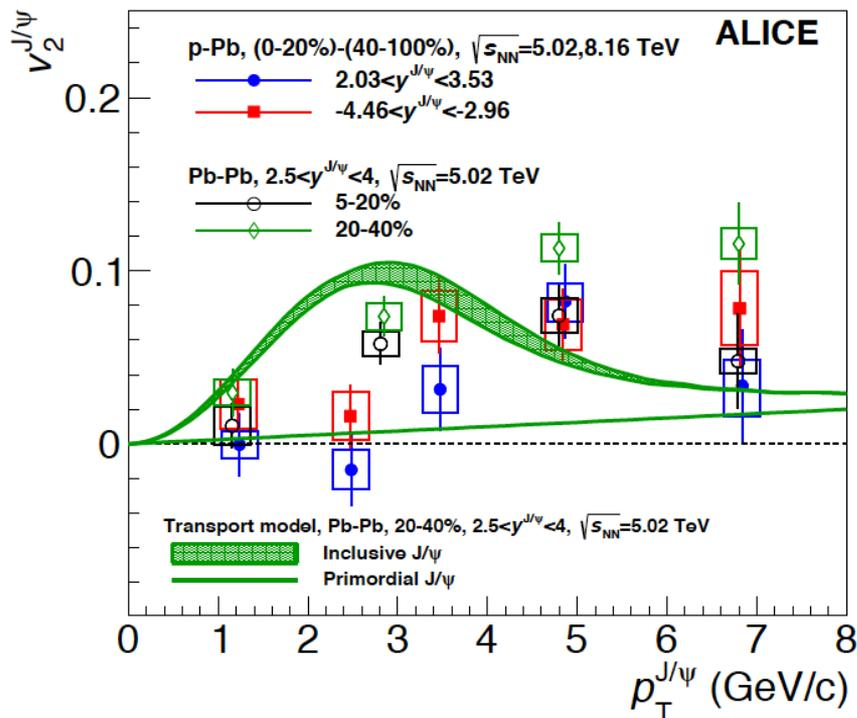 ALICE
p-Pb, (0-20%)-(40-100%), √s_NN=5.02,8.16 TeV
2.03<y^J/ψ<3.53
-4.46<y^J/ψ<-2.96
Pb-Pb, 2.5<y^J/ψ<4, √s_NN=5.02 TeV
5-20%
20-40%
v_2^J/ψ
0.2
0.1
0
Transport model, Pb-Pb, 20-40%, 2.5<y^J/ψ<4, √s_NN=5.02 TeV
Inclusive J/ψ
Primordial J/ψ
0 1 2 3 4 5 6 7 8
p_T^J/ψ (GeV/c)